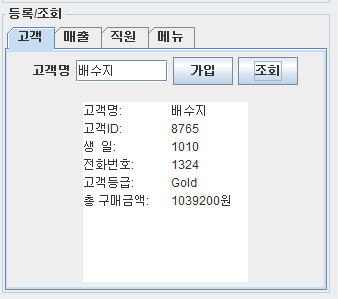 등록/조회
고객 매출 직원 메뉴
고객명 배수지 가입 조회
고객명: 배수지
고객ID: 8765
생 일: 1010
전화번호: 1324
고객등급: Gold
총 구매금액: 1039200원